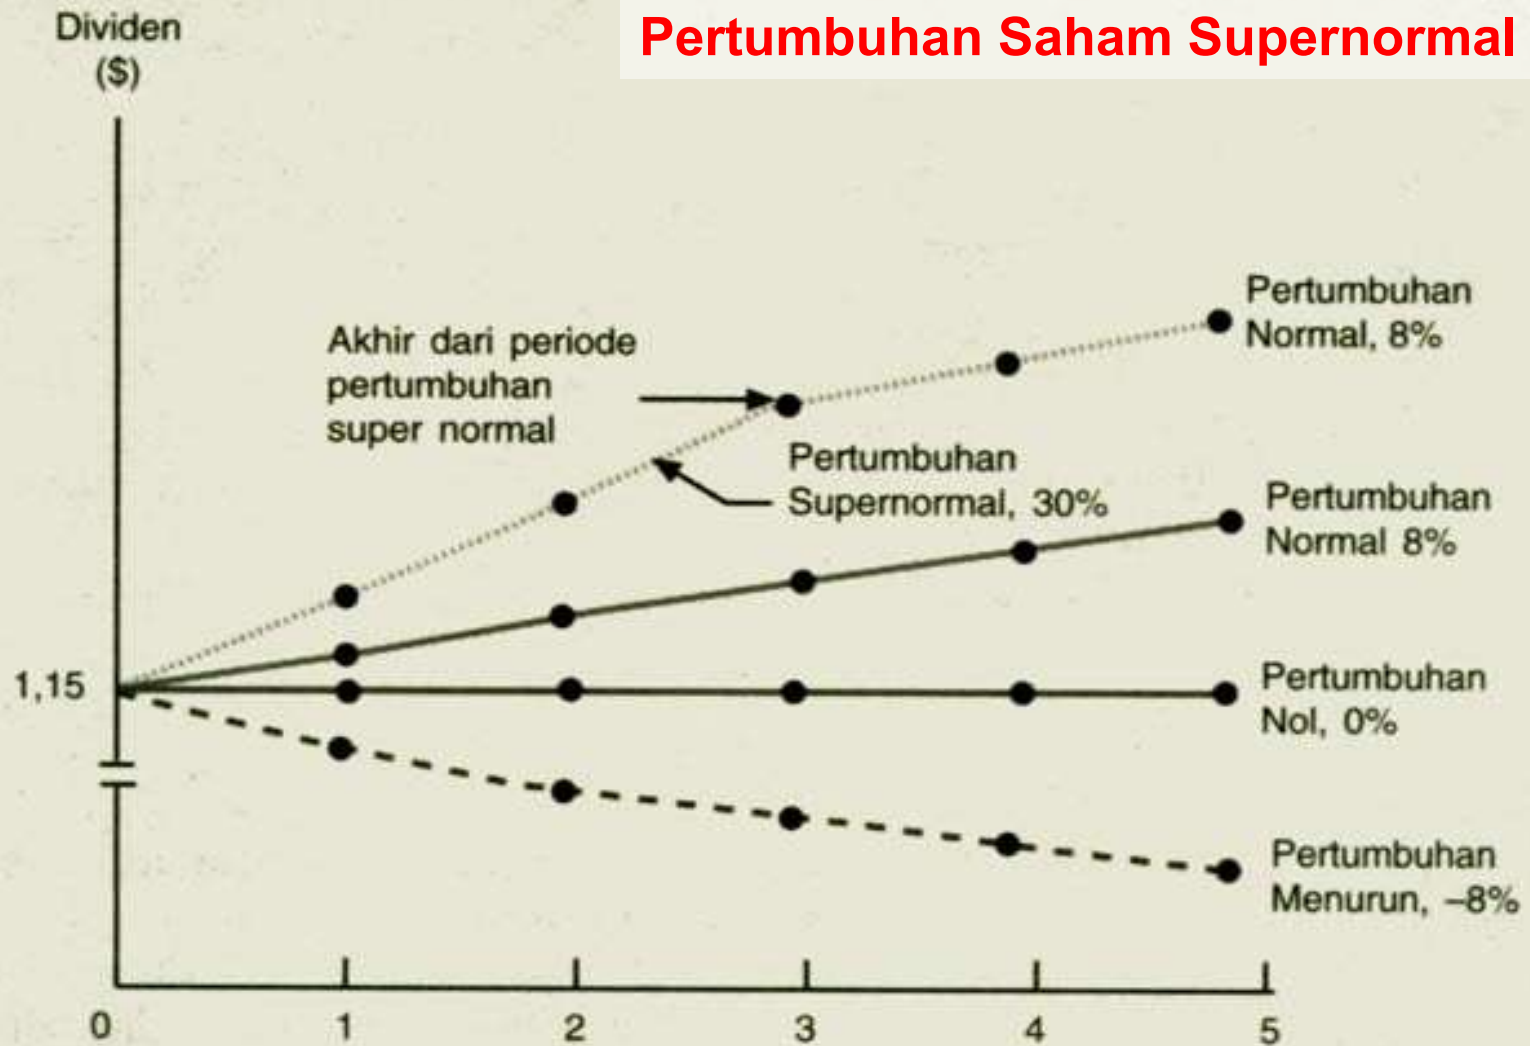 Pertumbuhan Saham Supernormal
Dividen
($)
Pertumbuhan
Normal, 8%
Akhir dari periode
pertumbuhan
super normal
Pertumbuhan
Supernormal, 30%
Pertumbuhan
Normal 8%
1,15
Pertumbuhan
Nol, 0%
Pertumbuhan
Menurun, –8%
0 1 2 3 4 5